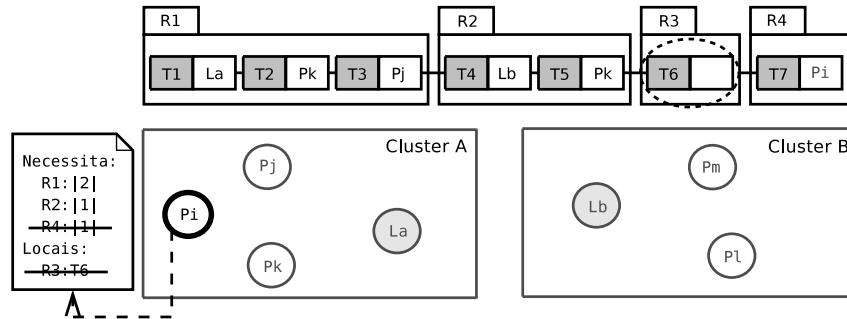 R1 R2 R3 R4
T1 La T2 Pk T3 Pj T4 Lb T5 Pk T6 T7 Pi
Cluster A
Pj
Pi
La
Pk
Cluster B
Pm
Lb
Pl
Necessita:
R1:|2|
R2:|1|
R4:|1|
Locais:
R3:T6